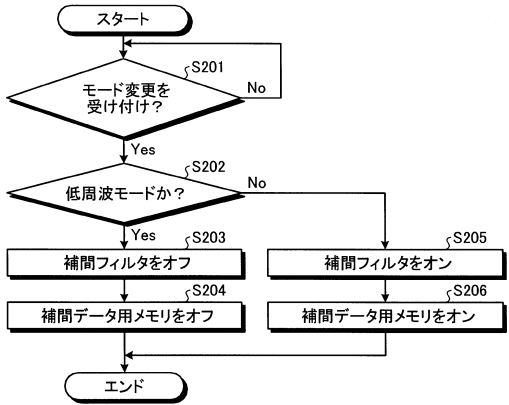 スタート
S201
モード変更を
受け付け？
No
Yes
S202
低周波モードか？
No
Yes
S203
補間フィルタをオフ
S205
補間フィルタをオン
S204
補間データ用メモリをオフ
S206
補間データ用メモリをオン
エンド